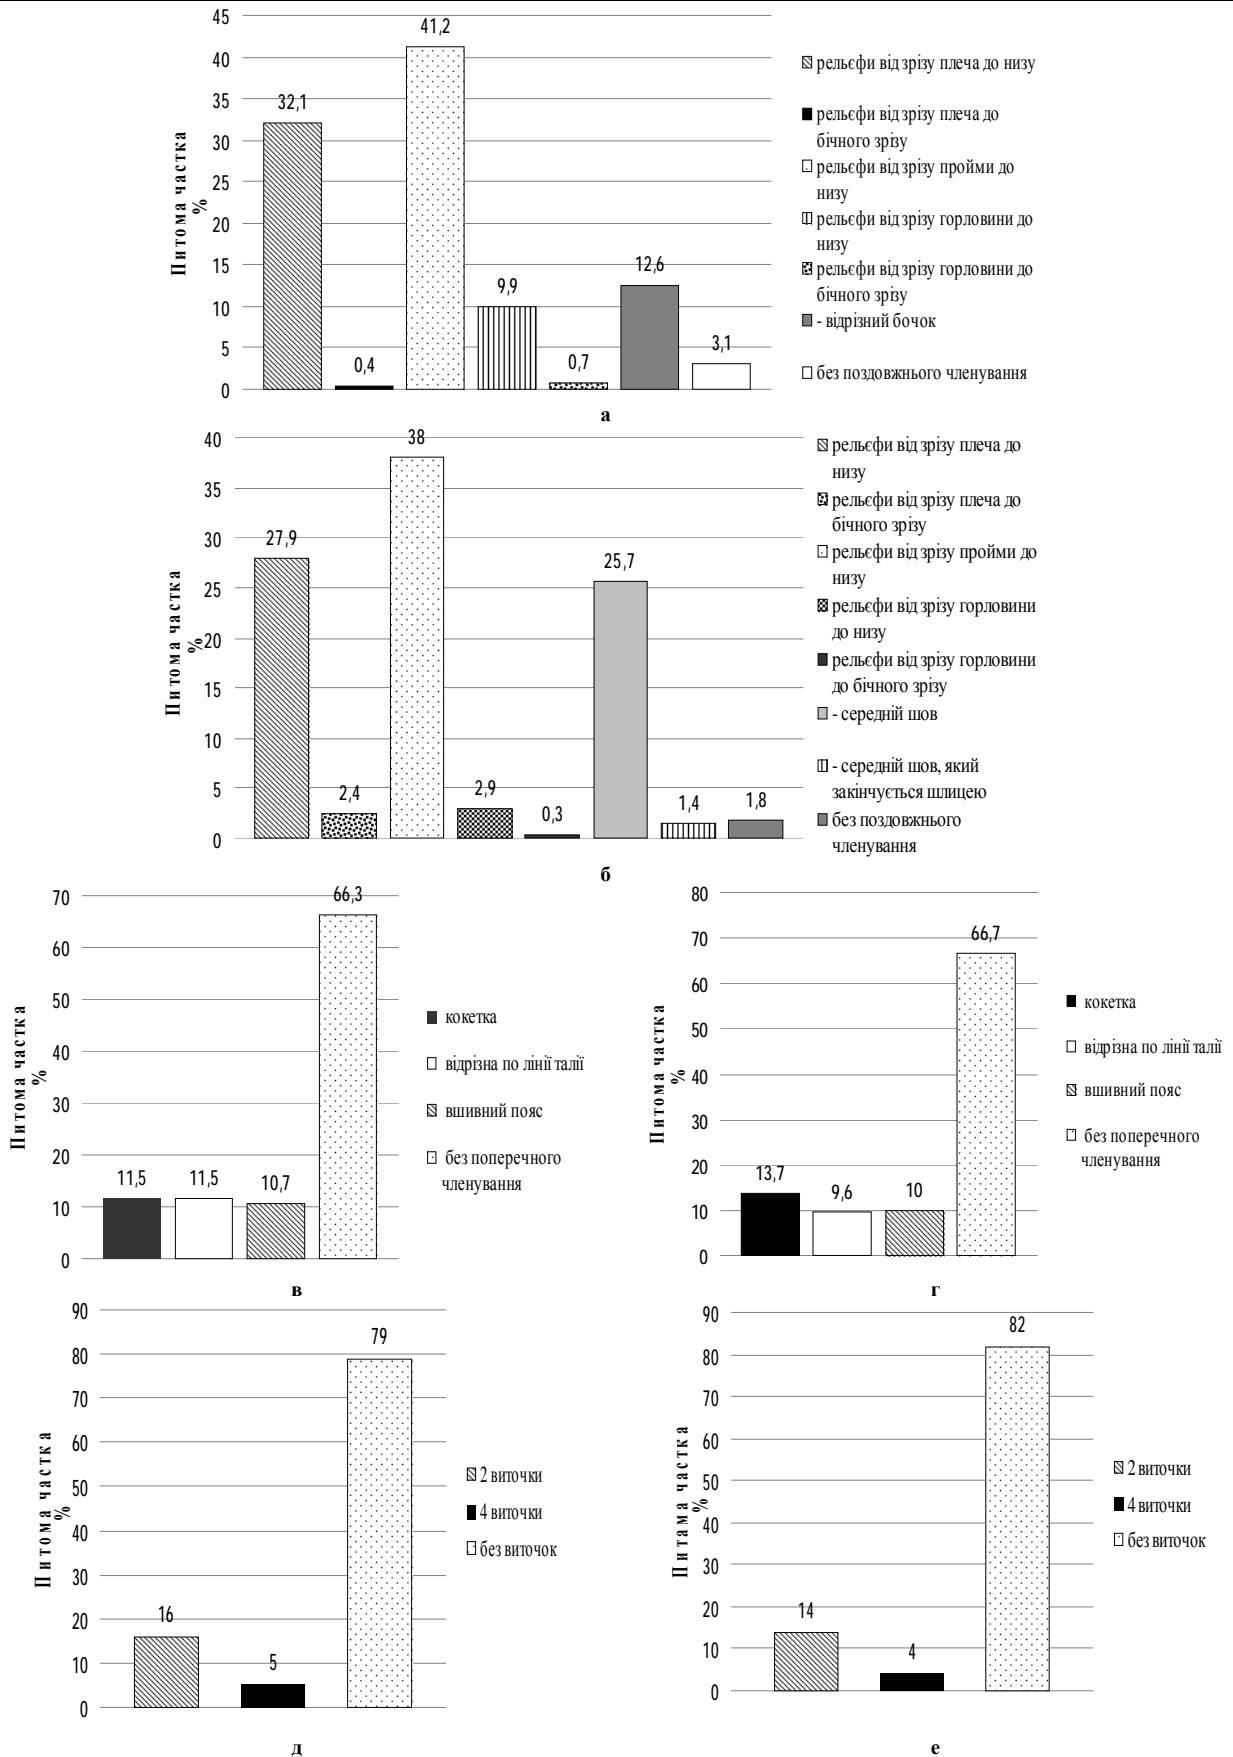 45
40
35
30
25
20
15
10
5
0
Питома частка
%
32,1
0,4
41,2
9,9
0,7
12,6
3,1
рельєфи від зрізу плеча до низу
рельєфи від зрізу плеча до
бічного зрізу
рельєфи від зрізу пройми до
низу
рельєфи від зрізу горловини до
низу
рельєфи від зрізу горловини до
бічного зрізу
- відрізний бочок
без поздовжнього членування
а
40
35
30
25
20
15
10
5
0
Питома частка
%
27,9
2,4
38
2,9
0,3
25,7
1,4
1,8
рельєфи від зрізу плеча до
низу
рельєфи від зрізу плеча до
бічного зрізу
рельєфи від зрізу пройми до
низу
рельєфи від зрізу горловини
до низу
рельєфи від зрізу горловини
до бічного зрізу
- середній шов
- середній шов, який
закінчується шлицею
без поздовжнього
членування
б
70
60
50
40
30
20
10
0
Питома частка
%
11,5
11,5
10,7
66,3
кокетка
відрізна по лінії талії
вшивний пояс
без поперечного
членування
в
80
70
60
50
40
30
20
10
0
Питома частка
%
13,7
9,6
10
66,7
кокетка
відрізна по лінії талії
вшивний пояс
без поперечного
членування
г
90
80
70
60
50
40
30
20
10
0
Питома частка
%
16
5
79
2 виточки
4 виточки
без виточок
д
90
80
70
60
50
40
30
20
10
0
Питама частка
%
14
4
82
2 виточки
4 виточки
без виточок
е